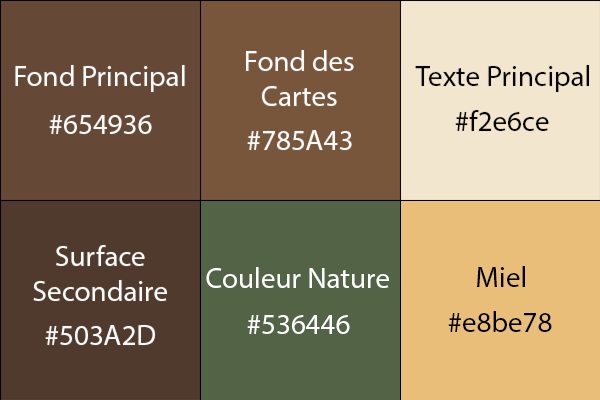 Fond Principal
#654936
Fond des
Cartes
#785A43
Texte Principal
#f2e6ce
Surface
Secondaire
#503A2D
Couleur Nature
#536446
Miel
#e8be78